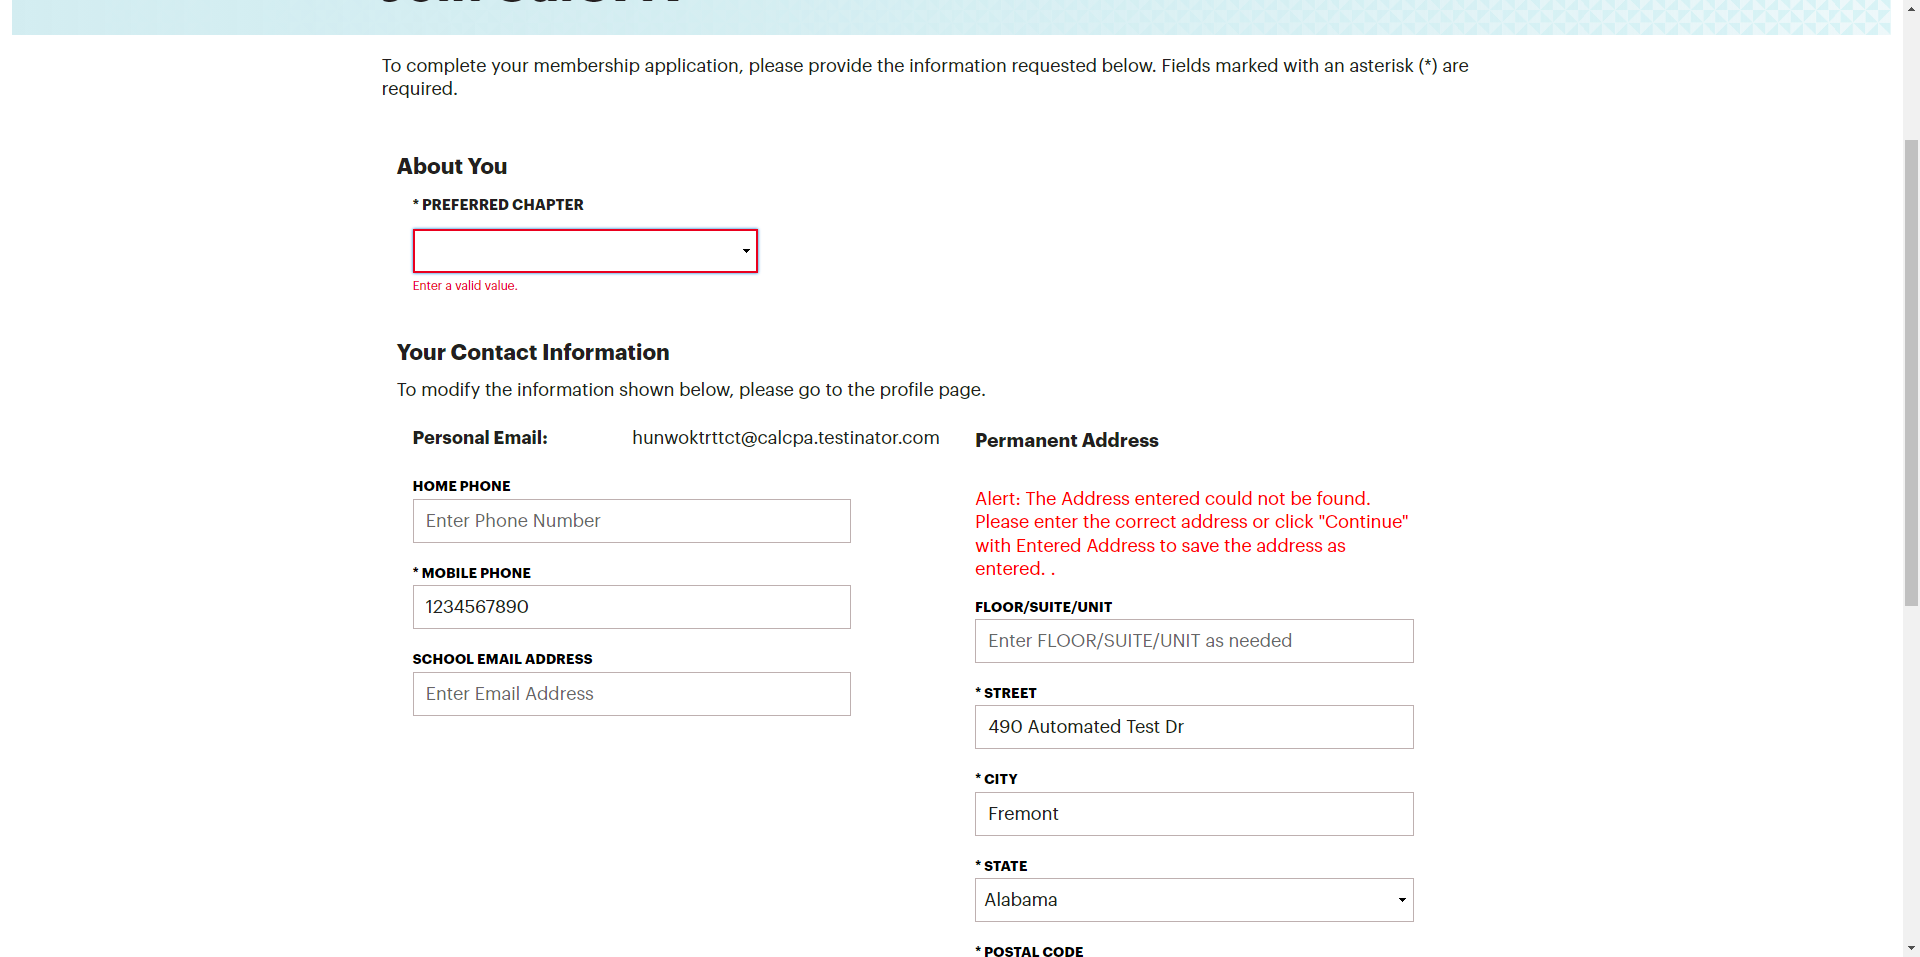 To complete your membership application, please provide the information requested below. Fields marked with an asterisk (*) are
required.
About You
* PREFERRED CHAPTER
Enter a valid value.
Your Contact Information
To modify the information shown below, please go to the profile page.
Personal Email: hunwoktrttct@calcpa.testinator.com
HOME PHONE
Enter Phone Number
* MOBILE PHONE
1234567890
SCHOOL EMAIL ADDRESS
Enter Email Address
Permanent Address
Alert: The Address entered could not be found.
Please enter the correct address or click "Continue"
with Entered Address to save the address as
entered. .
FLOOR/SUITE/UNIT
Enter FLOOR/SUITE/UNIT as needed
* STREET
490 Automated Test Dr
* CITY
Fremont
* STATE
Alabama
* POSTAL CODE